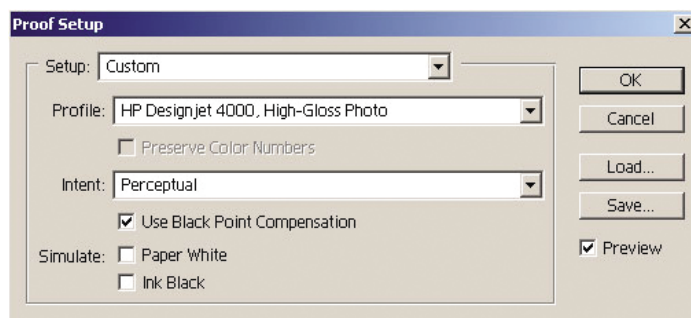 Proof Setup
Setup: Custom
OK
Profile: HP Designjet 4000, High-Gloss Photo
Cancel
Preserve Color Numbers
Load...
Intent: Perceptual
Save...
Use Black Point Compensation
Preview
Simulate: Paper White
Ink Black